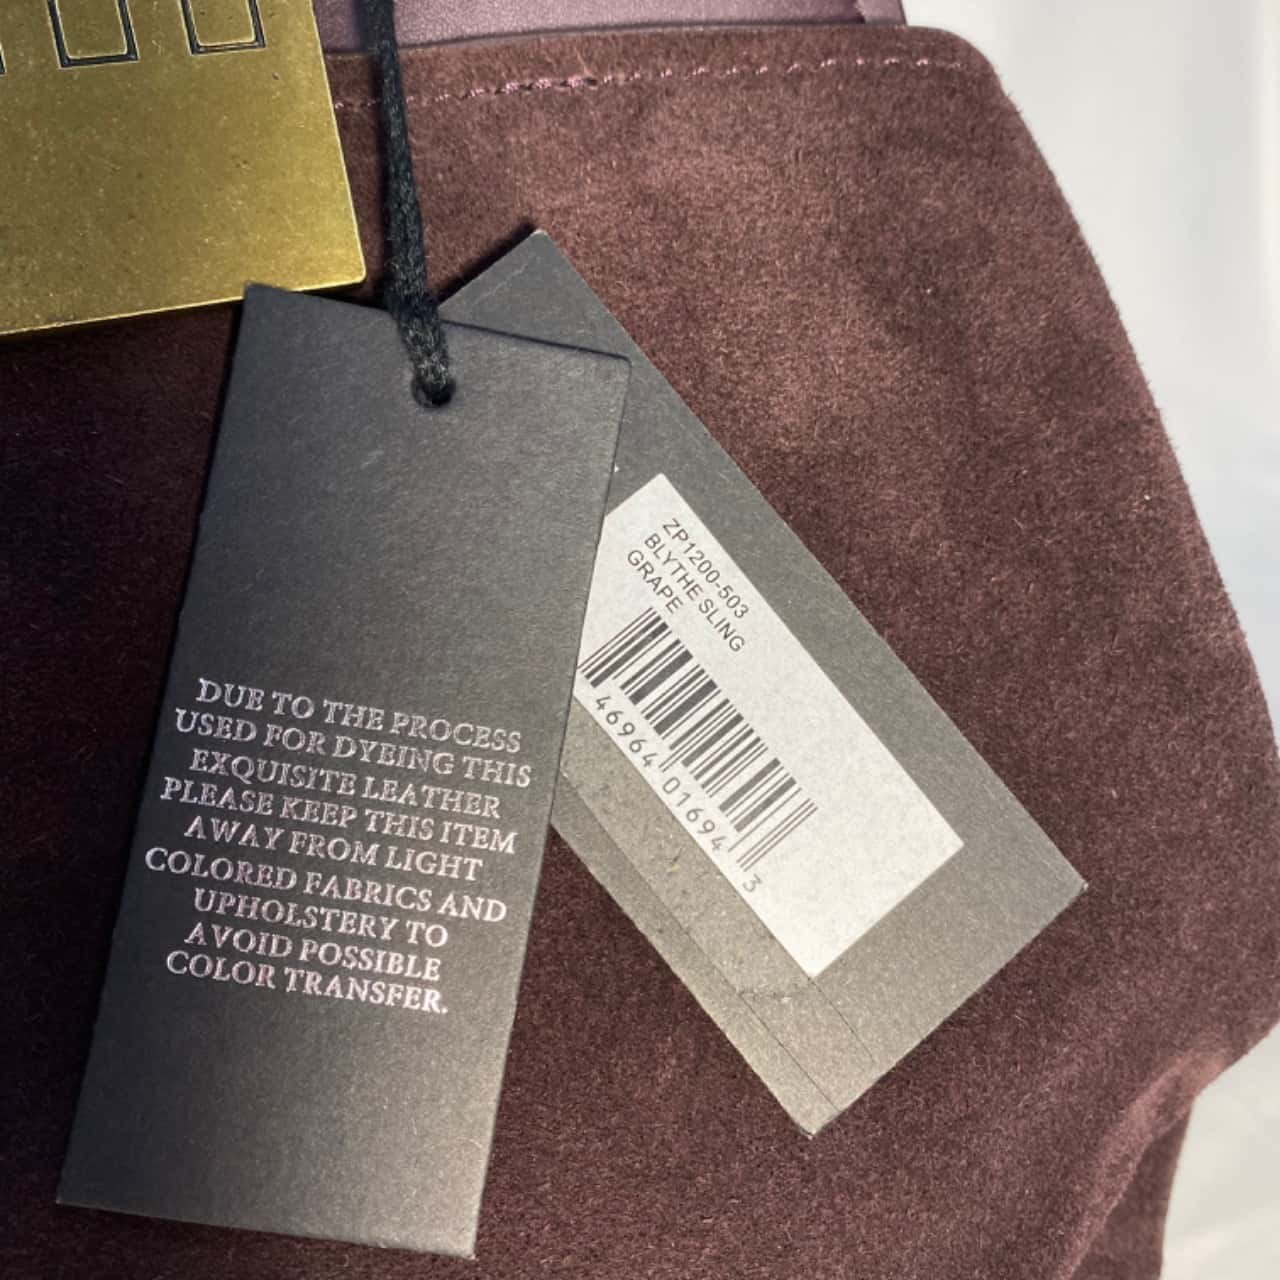 DUE TO THE PROCESS
USED FOR DYEING THIS
EXQUISITE LEATHER
PLEASE KEEP THIS ITEM
AWAY FROM LIGHT
COLORED FABRICS AND
UPHOLSTERY TO
AVOID POSSIBLE
COLOR TRANSFER.
ZP1200-503
BLYTHE SLING
GRAPE
46964 01694 3